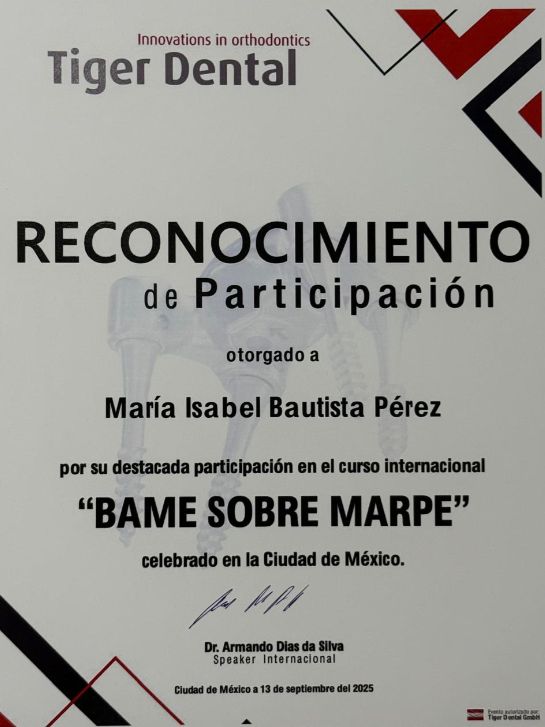 Innovations in orthodontics
Tiger Dental
RECONOCIMIENTO
de Participación
otorgado a
María Isabel Bautista Pérez
por su destacada participación en el curso internacional
“BAME SOBRE MARPE”
celebrado en la Ciudad de México.
Dr. Armando Dias da Silva
Speaker Internacional
Ciudad de México a 13 de septiembre del 2025
Evento autorizado por:
Tiger Dental GmbH